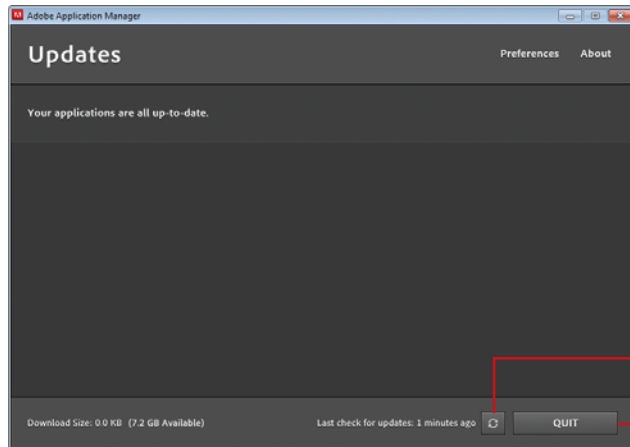 Adobe Application Manager
Updates
Preferences About
Your applications are all up-to-date.
Download Size: 0.0 KB (7.2 GB Available)
Last check for updates: 1 minutes ago
QUIT